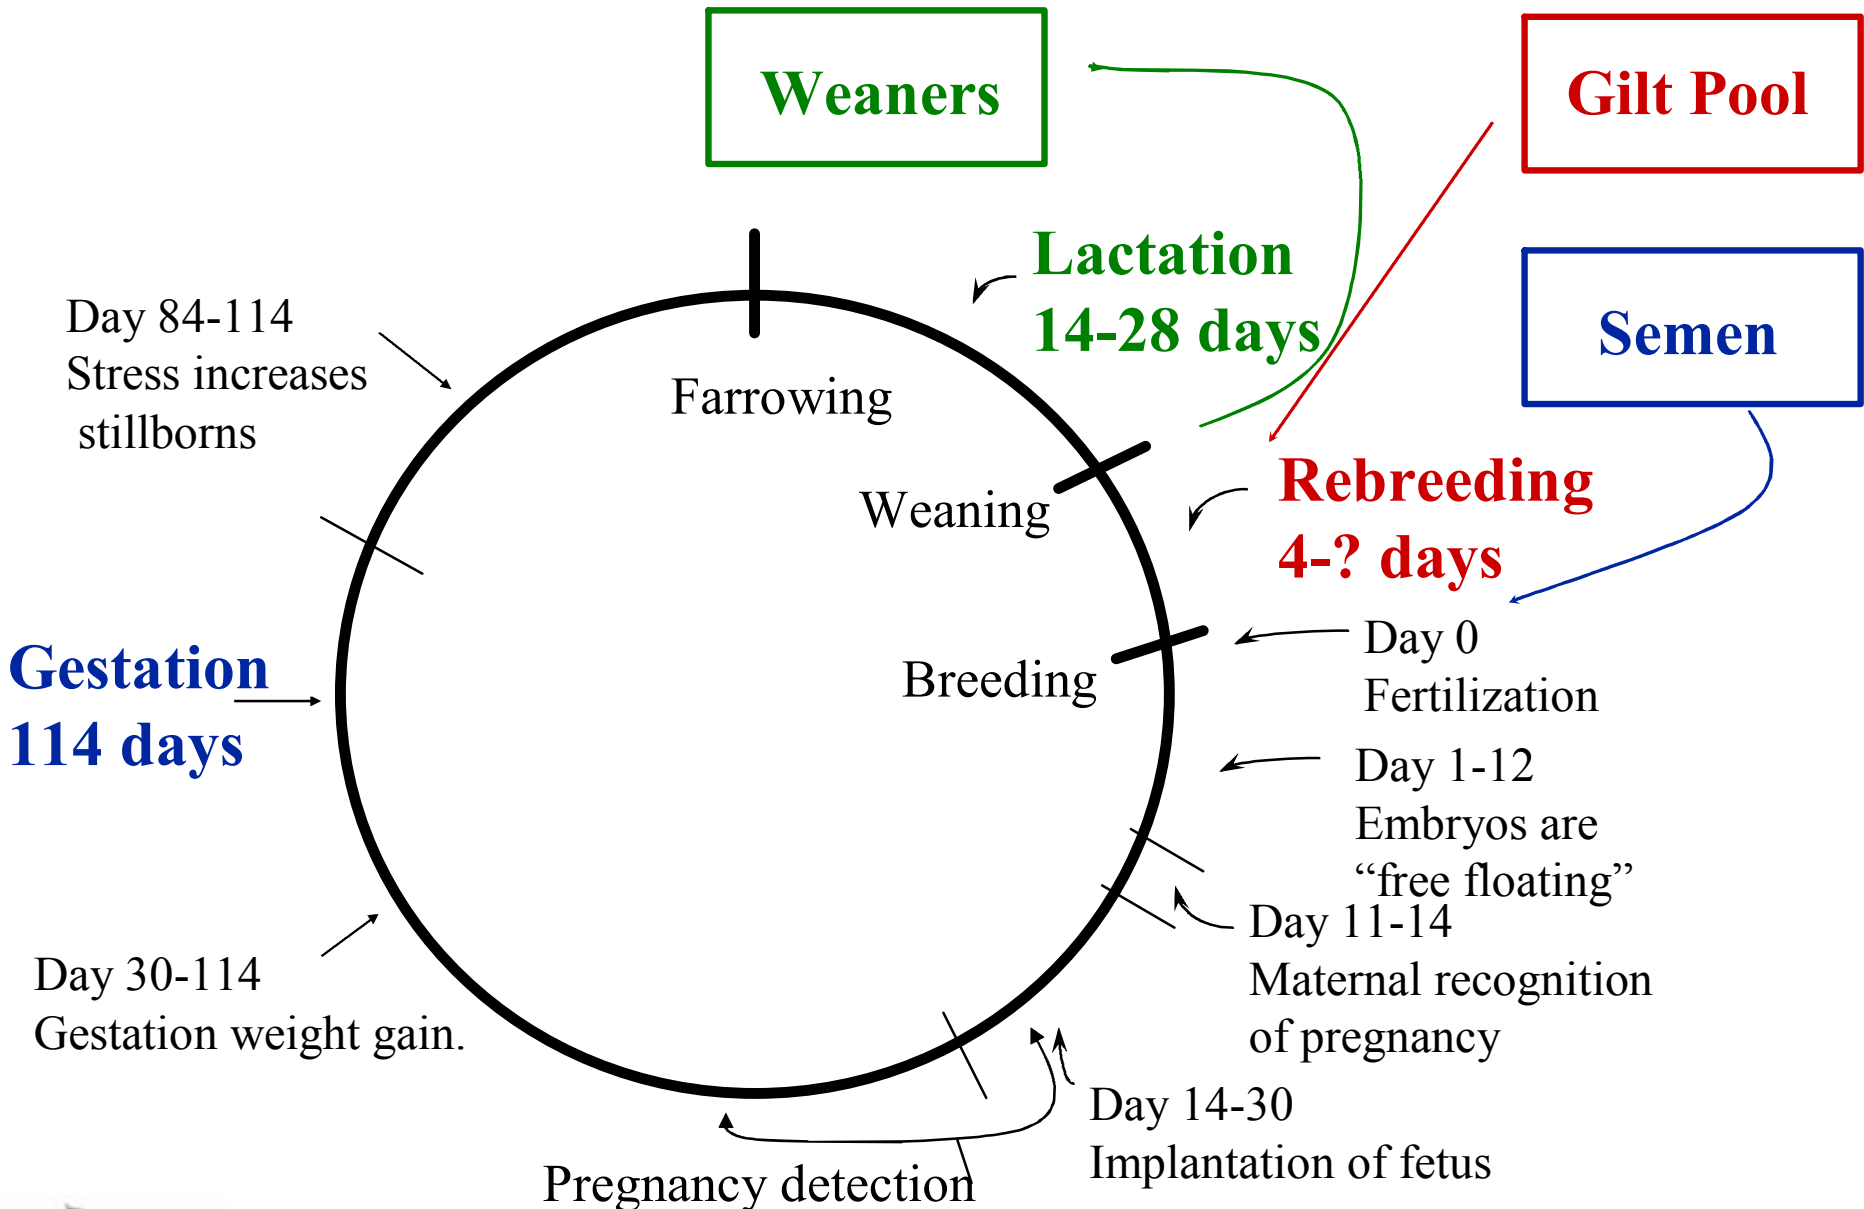 Weaners
Gilt Pool
Lactation
14-28 days
Semen
Day 84-114
Stress increases
stillborns
Farrowing
Weaning
Rebreeding
4-? days
Breeding
Day 0
Fertilization
Gestation
114 days
Day 1-12
Embryos are
“free floating”
Day 11-14
Maternal recognition
of pregnancy
Day 30-114
Gestation weight gain.
Day 14-30
Implantation of fetus
Pregnancy detection